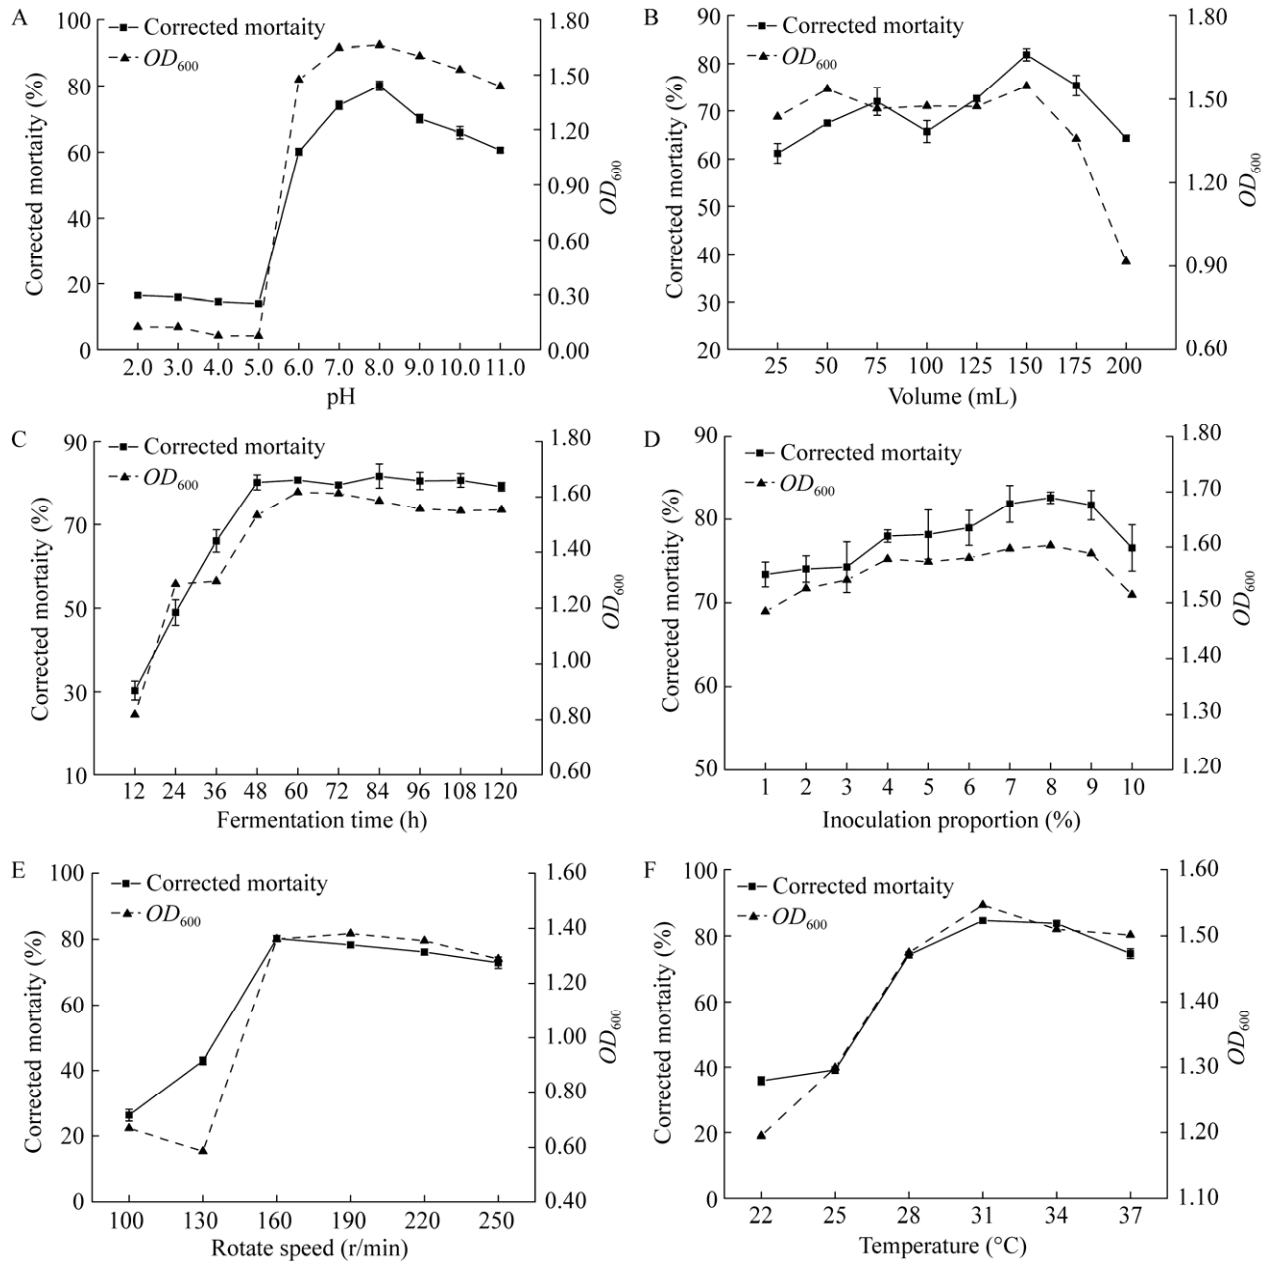 A
Corrected mortaity
OD600
Corrected mortaity (%)
100
80
60
40
20
0
1.80
1.50
1.20
0.90
0.60
0.30
0.00
OD600
2.0 3.0 4.0 5.0 6.0 7.0 8.0 9.0 10.0 11.0
pH
B
Corrected mortaity
OD600
Corrected mortaity (%)
90
80
70
60
50
40
30
20
1.80
1.50
1.20
0.90
0.60
OD600
25 50 75 100 125 150 175 200
Volume (mL)
C
Corrected mortaity
OD600
Corrected mortaity (%)
90
70
50
30
10
1.80
1.60
1.40
1.20
1.00
0.80
0.60
OD600
12 24 36 48 60 72 84 96 108 120
Fermentation time (h)
D
Corrected mortaity
OD600
Corrected mortaity (%)
90
80
70
60
50
1.80
1.70
1.60
1.50
1.40
1.30
1.20
OD600
1 2 3 4 5 6 7 8 9 10
Inoculation proportion (%)
E
Corrected mortaity
OD600
Corrected mortaity (%)
100
80
60
40
20
0
1.60
1.40
1.20
1.00
0.80
0.60
0.40
OD600
100 130 160 190 220 250
Rotate speed (r/min)
F
Corrected mortaity
OD600
Corrected mortaity (%)
100
80
60
40
20
0
1.60
1.50
1.40
1.30
1.20
1.10
OD600
22 25 28 31 34 37
Temperature (°C)